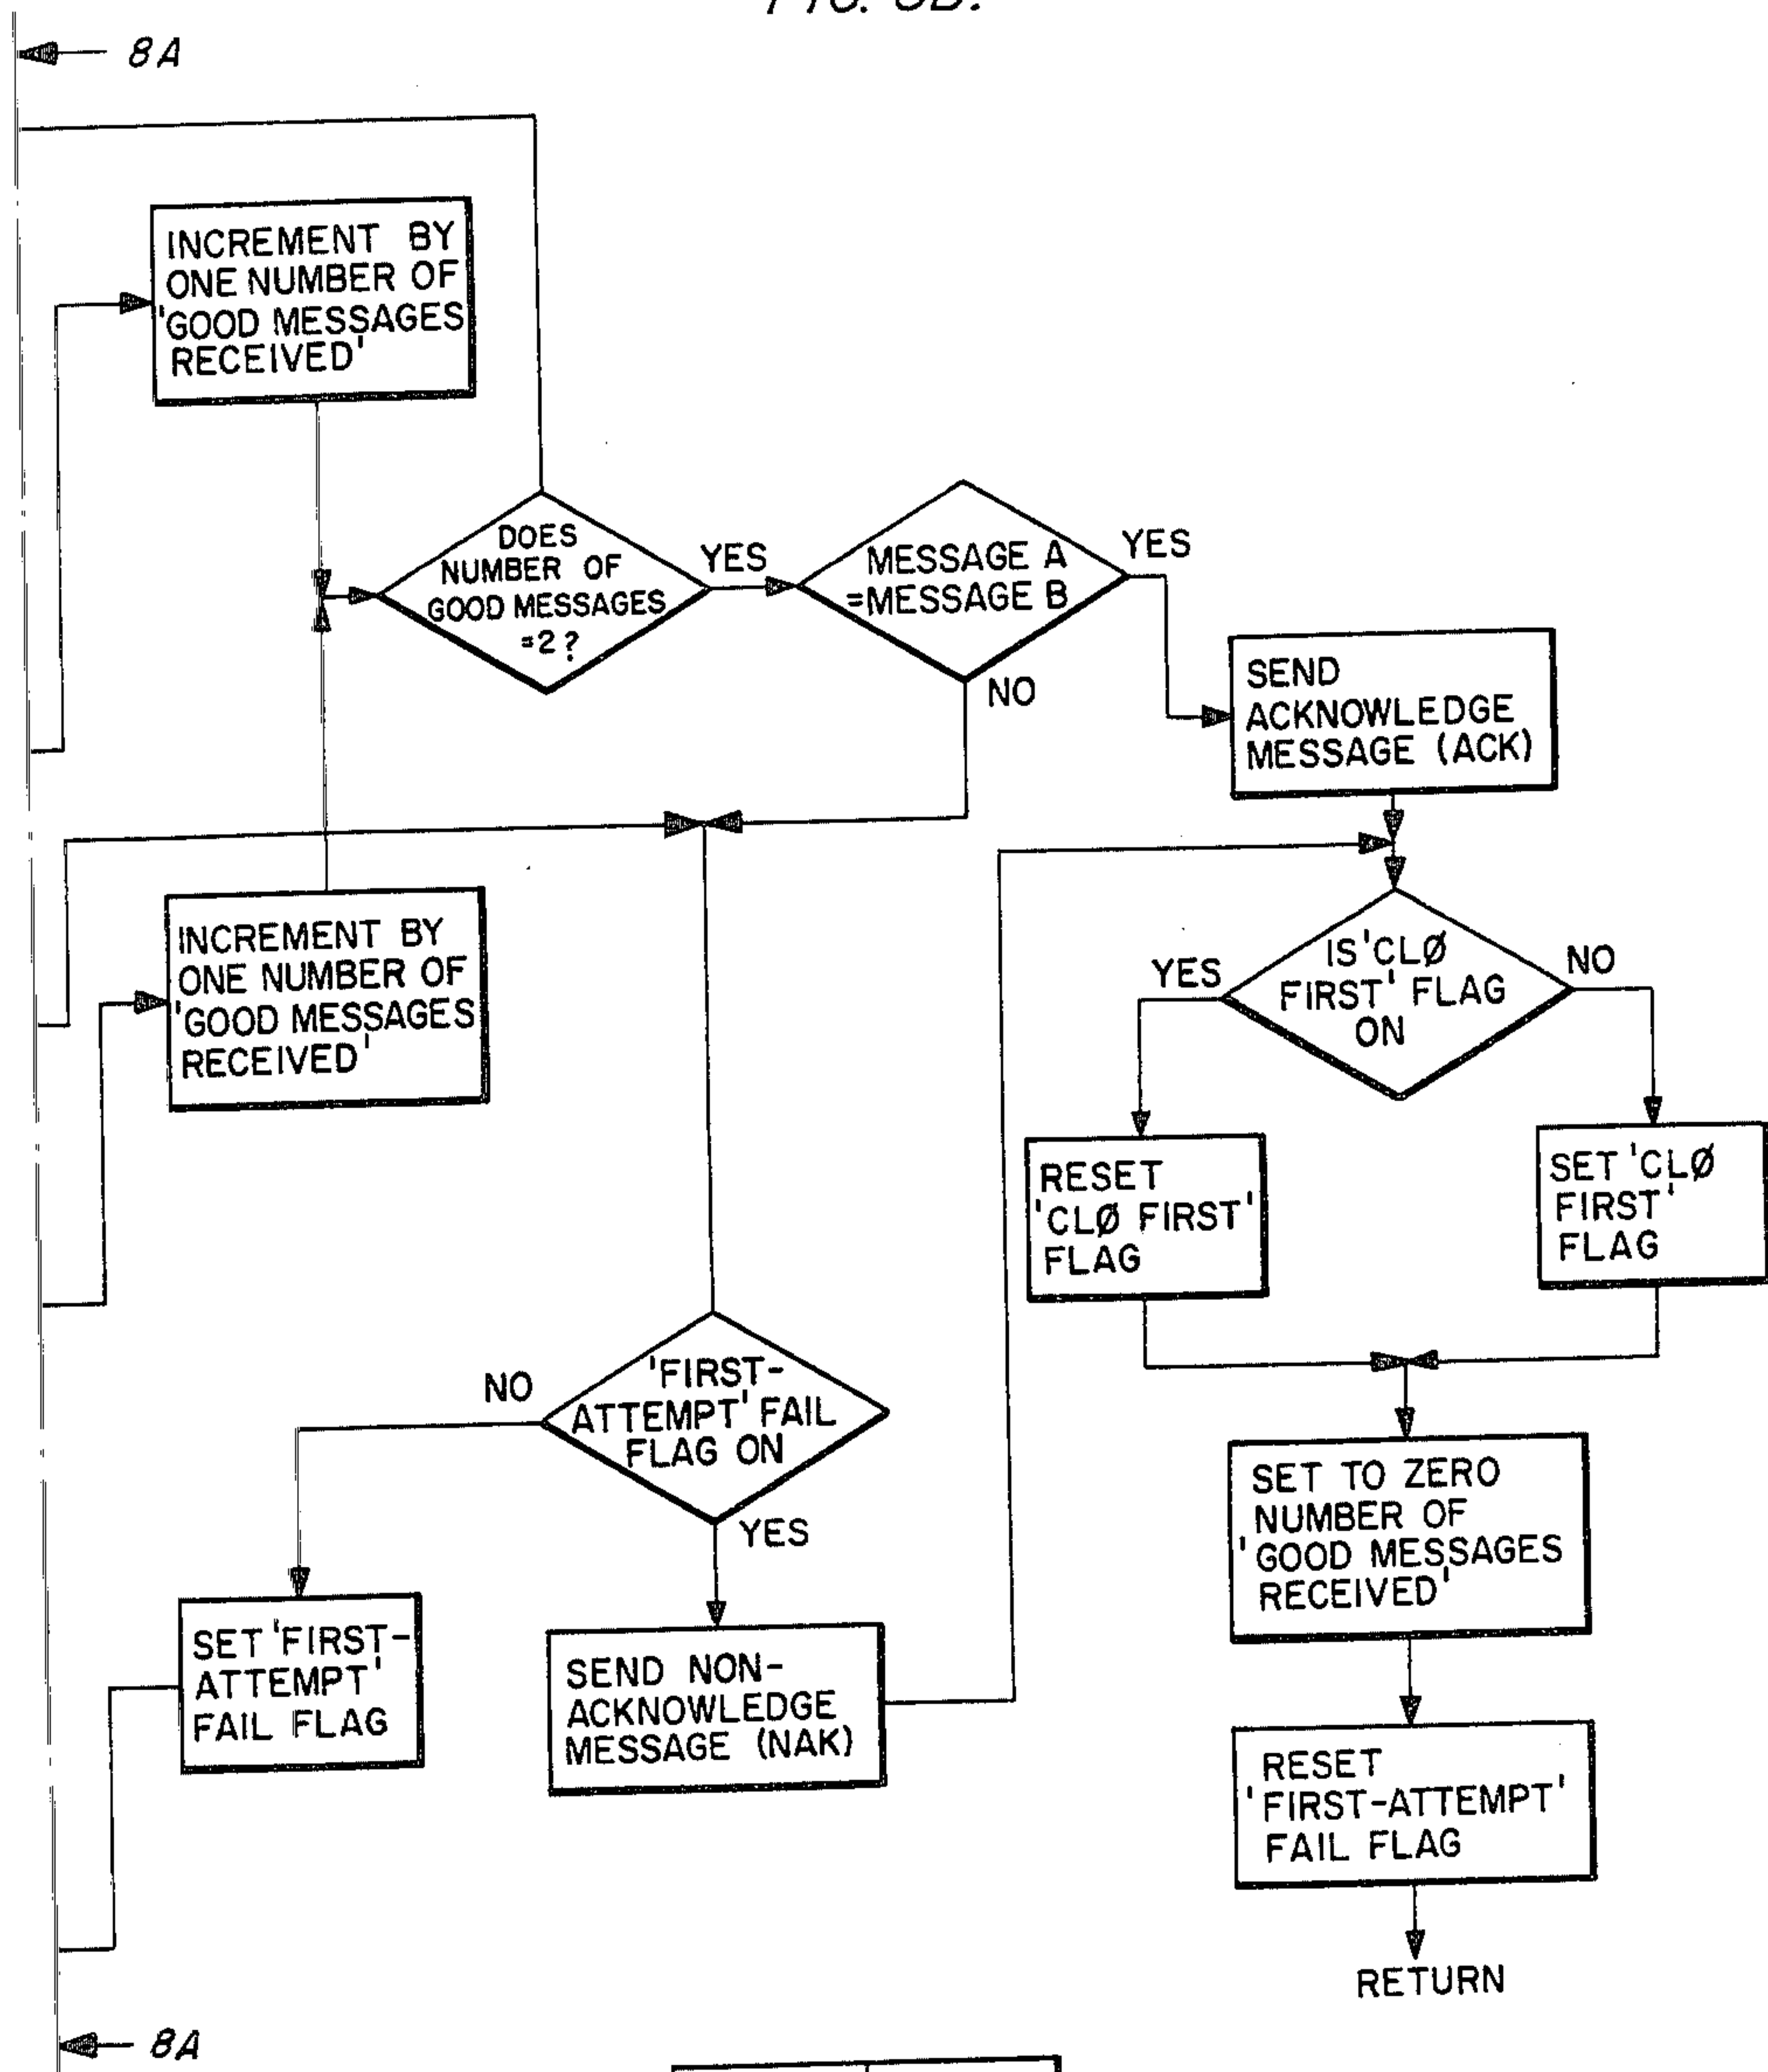 8A
INCREMENT BY
ONE NUMBER OF
'GOOD MESSAGES
RECEIVED'
DOES
NUMBER OF
GOOD MESSAGES
=2?
YES
MESSAGE A
=MESSAGE B
YES
NO
SEND
ACKNOWLEDGE
MESSAGE (ACK)
INCREMENT BY
ONE NUMBER OF
'GOOD MESSAGES
RECEIVED'
IS 'CLØ
FIRST' FLAG
ON
YES
NO
RESET
'CLØ FIRST'
FLAG
SET 'CLØ
FIRST'
FLAG
'FIRST-
ATTEMPT' FAIL
FLAG ON
NO
YES
SET 'FIRST-
ATTEMPT'
FAIL FLAG
SEND NON-
ACKNOWLEDGE
MESSAGE (NAK)
SET TO ZERO
NUMBER OF
'GOOD MESSAGES
RECEIVED'
RESET
'FIRST-ATTEMPT'
FAIL FLAG
RETURN
8A